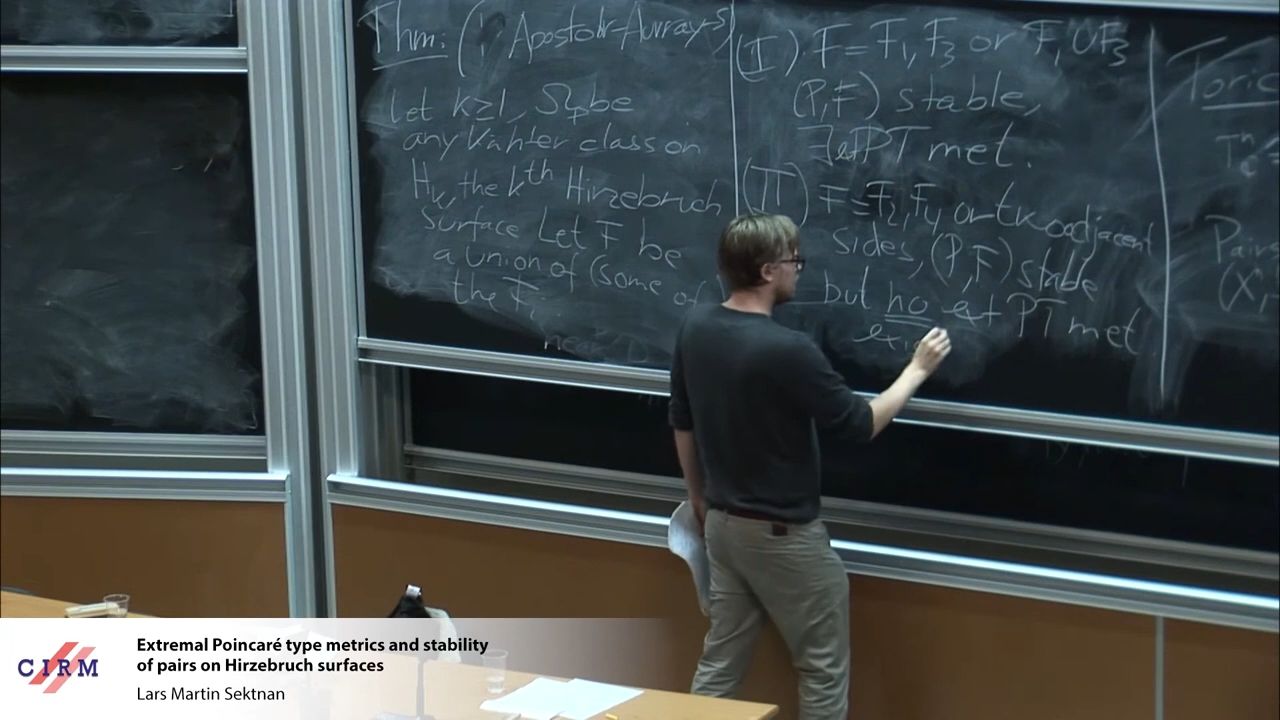 Thm: (Apostolov-Auvray-S)
Let k≥1, Ω be
any Kähler class on
H_k, the k^th Hirzebruch
surface Let F be
a union of (some of
the F_i
(I) F = F_1, F_3 or F_1 ∪ F_3
(P,F) stable,
∃ ext PT met.
(II) F = F_2, F_4 or two adjacent
sides, (P,F) stable
but no ext PT met
Toric
Pairs
(X,
CIRM
Extremal Poincaré type metrics and stability
of pairs on Hirzebruch surfaces
Lars Martin Sektnan